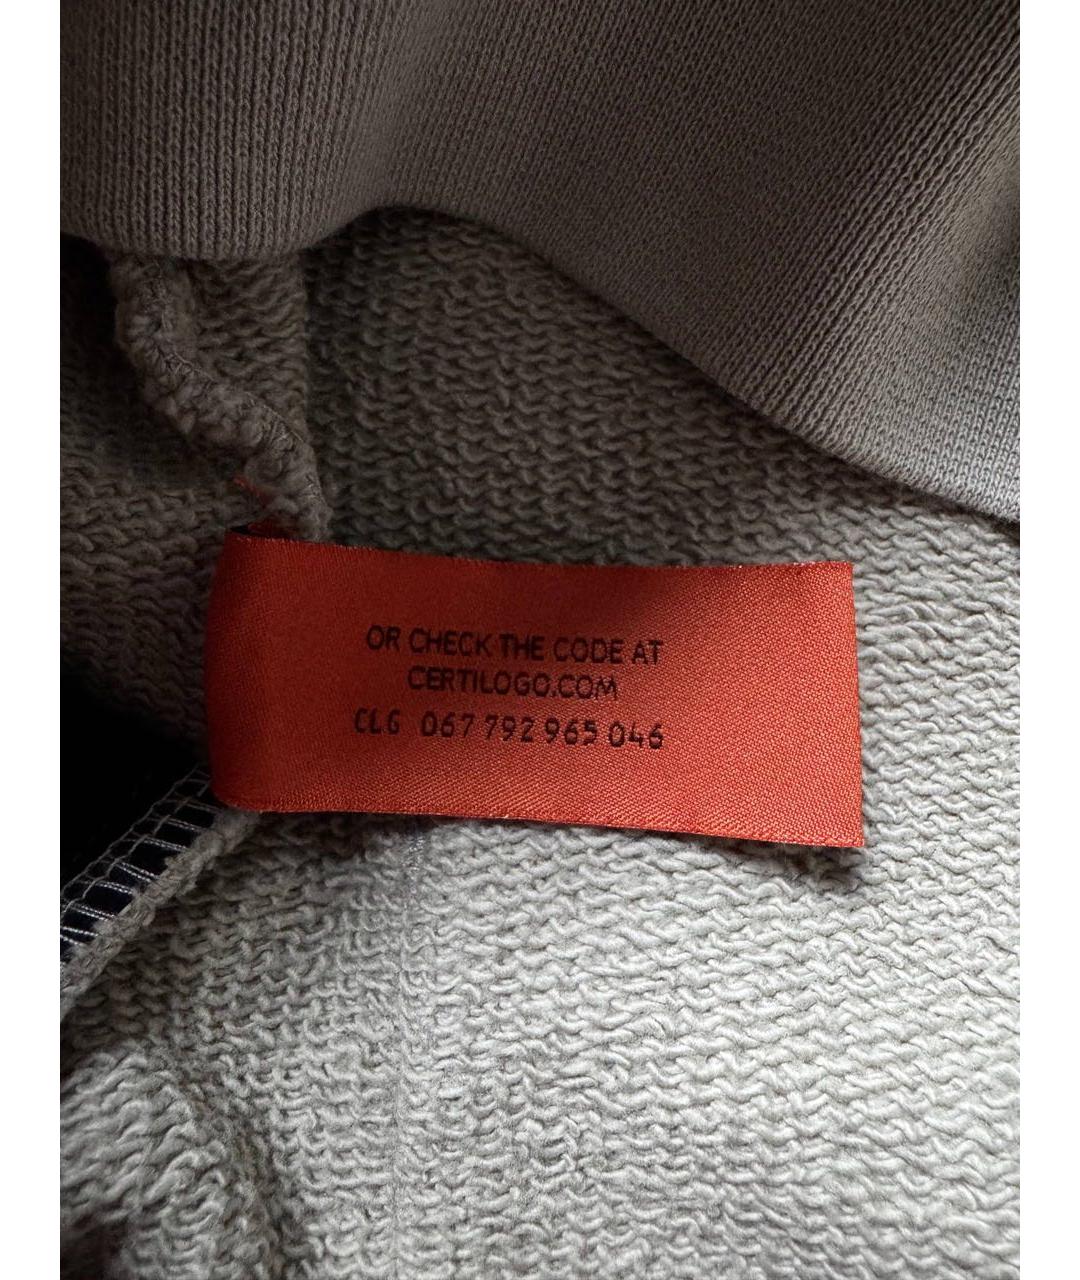 OR CHECK THE CODE AT
CERTILOGO.COM
CLG 067 792 965 046